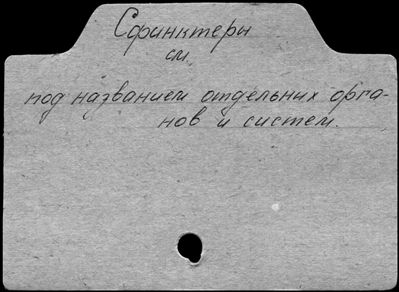 Сфинктеры
см.
под названием отдельных орга-
нов и систем.